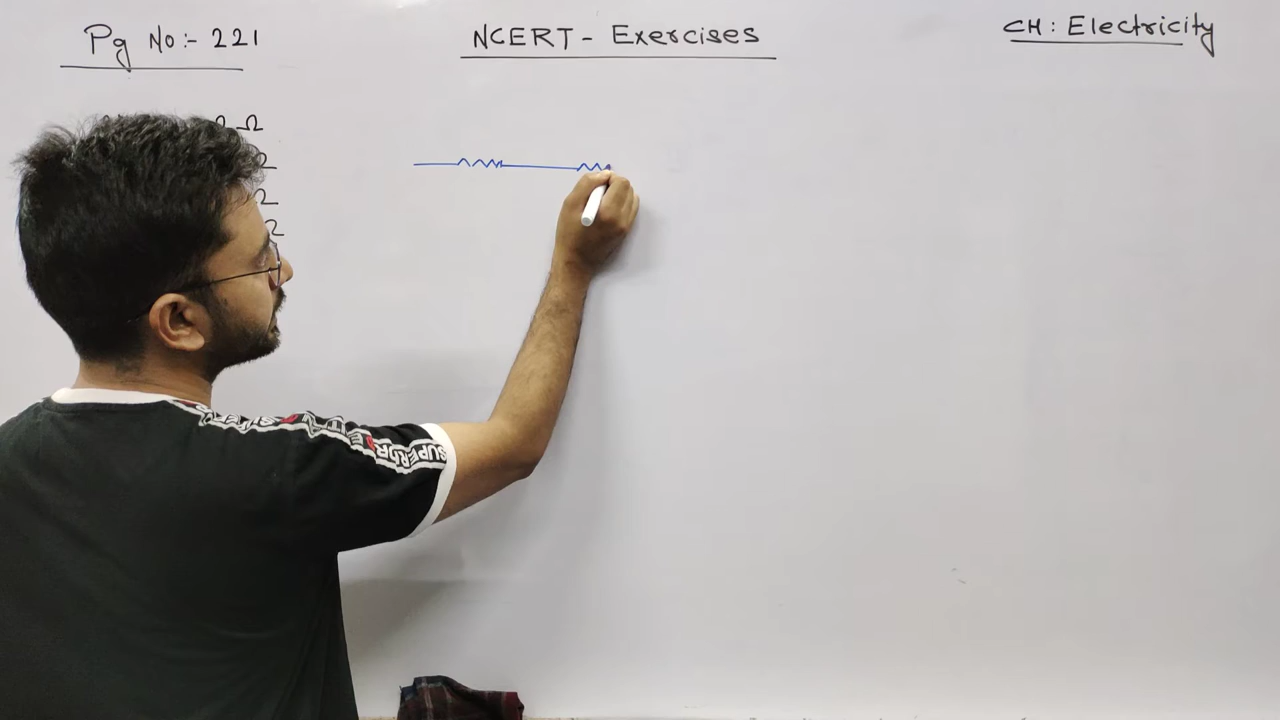 Pg No:- 221
NCERT - Exercises
CH: Electricity
Ω